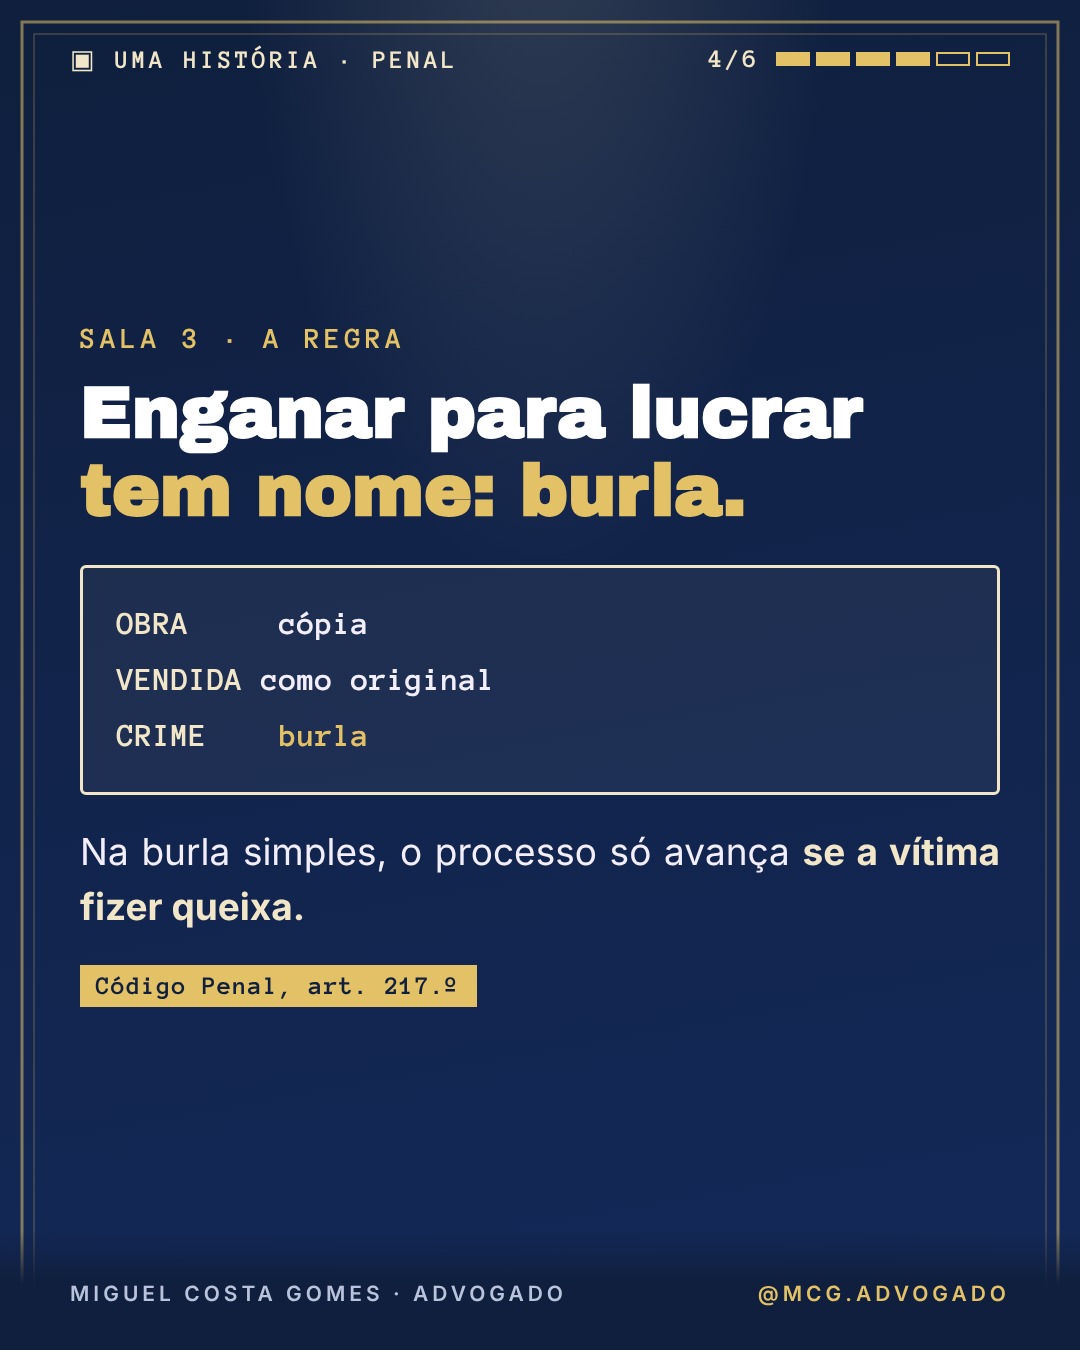 ▣ UMA HISTÓRIA · PENAL
4/6
SALA 3 · A REGRA
Enganar para lucrar
tem nome: burla.
OBRA cópia
VENDIDA como original
CRIME burla
Na burla simples, o processo só avança se a vítima
fizer queixa.
Código Penal, art. 217.º
MIGUEL COSTA GOMES · ADVOGADO
@MCG.ADVOGADO